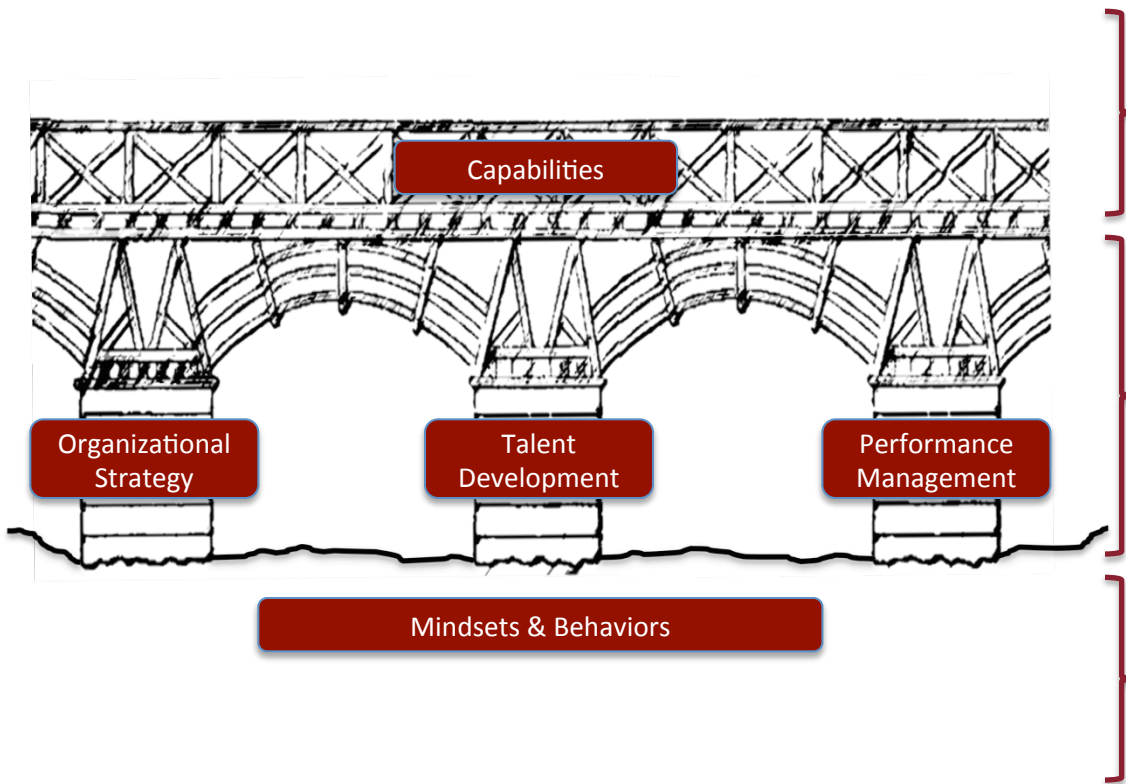 Capabilities
Organizational
Strategy
Talent
Development
Performance
Management
Mindsets & Behaviors